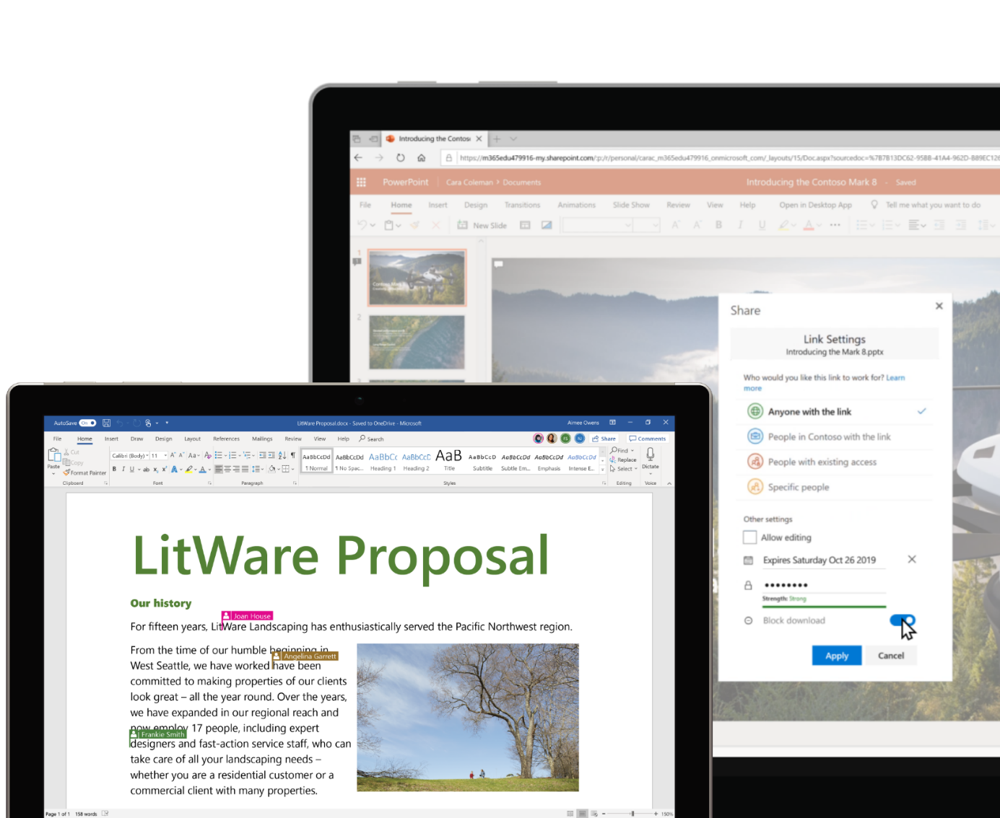 Introducing the Contos
https://m365edu479916-my.sharepoint.com/:p:/r/personal/carac_m365edu479916_onmicrosoft_com/_layouts/15/Doc.aspx?sourcedoc=%7B7B13DC62-95BB-41A4-962D-B89EC126
PowerPoint Cara Coleman > Documents Introducing the Contoso Mark 8 - Saved
File Home Insert Design Transitions Animations Slide Show Review View Help Open in Desktop App Tell me what you want to do
New Slide
1
2
3
Share
Link Settings
Introducing the Mark 8.pptx
Who would you like this link to work for? Learn
more
Anyone with the link
People in Contoso with the link
People with existing access
Specific people
Other settings
Allow editing
Expires Saturday Oct 26 2019
Strength: Strong
Block download
Apply Cancel
AutoSave On LitWare Proposal.docx - Saved to OneDrive - Microsoft Aimee Owens
File Home Insert Draw Design Layout References Mailings Review View Help Search Share Comments
Paste
Cut
Copy
Format Painter
Clipboard
Calibri (Body) 11
Font
Paragraph
AaBbCcDd AaBbCcDd AaBbCc AaBbCcC AaB AaBbCcD AaBbCcDd AaBbCcDd AaBbCcDd
¶ Normal ¶ No Spac... Heading 1 Heading 2 Title Subtitle Subtle Em... Emphasis Intense E...
Styles
Find
Replace
Select
Editing
Dictate
Voice
LitWare Proposal
Our history
Joan House
For fifteen years, LitWare Landscaping has enthusiastically served the Pacific Northwest region.
From the time of our humble beginning in
Angelina Garrett
West Seattle, we have worked have been
committed to making properties of our clients
look great – all the year round. Over the years,
we have expanded in our regional reach and
now employ 17 people, including expert
Frankie Smith
designers and fast-action service staff, who can
take care of all your landscaping needs –
whether you are a residential customer or a
commercial client with many properties.
Page 1 of 1 158 words 150%